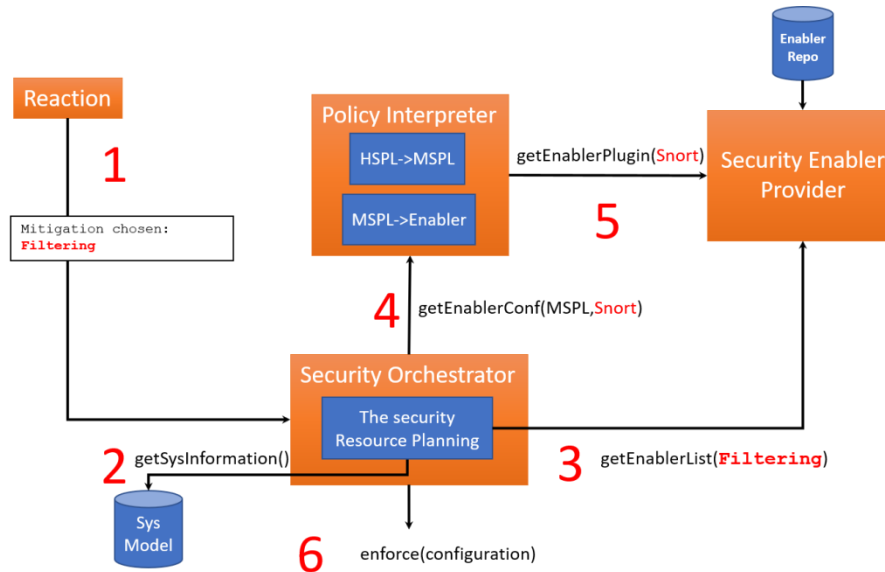 Enabler
Repo
Reaction
1
Mitigation chosen:
Filtering
Policy Interpreter
HSPL->MSPL
MSPL->Enabler
getEnablerPlugin(Snort)
5
Security Enabler
Provider
4
getEnablerConf(MSPL,Snort)
Security Orchestrator
The security
Resource Planning
2
getSysInformation()
3
getEnablerList(Filtering)
Sys
Model
6
enforce(configuration)